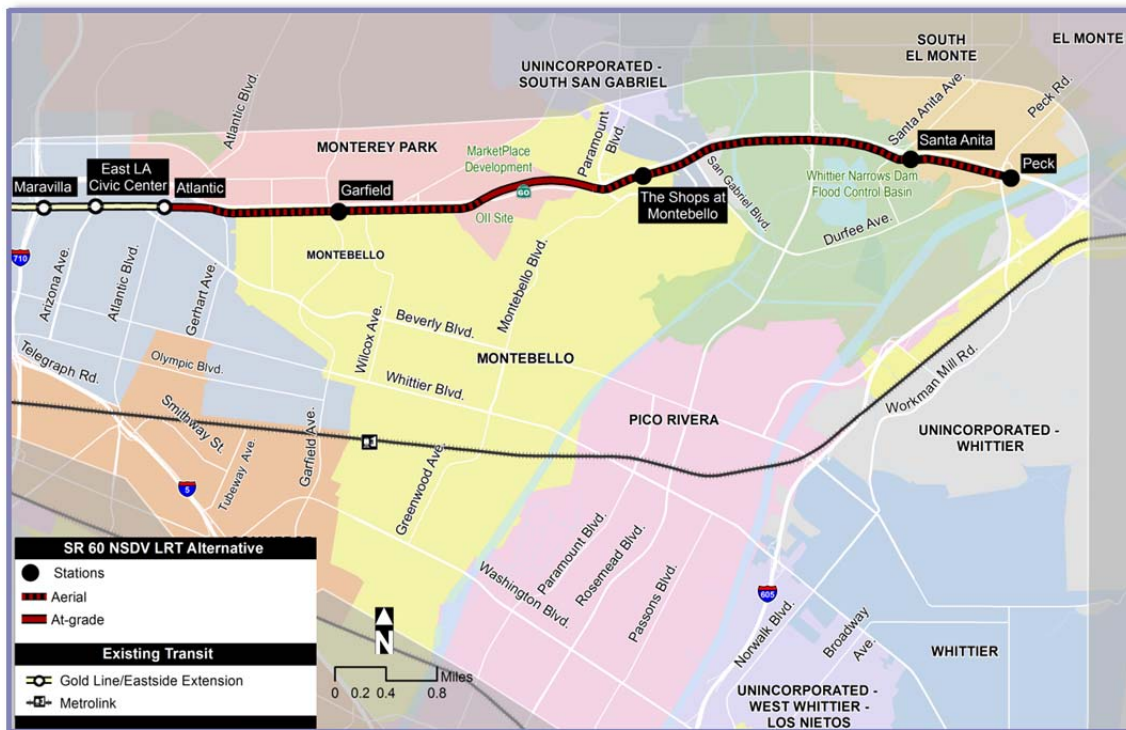 SOUTH
EL MONTE
EL MONTE
UNINCORPORATED -
SOUTH SAN GABRIEL
Atlantic Blvd.
Paramount
Blvd.
Santa Anita Ave.
Peck Rd.
MONTEREY PARK
MarketPlace
Development
Santa Anita
East LA
Civic Center
Maravilla
Atlantic
Garfield
60
The Shops at
Montebello
San Gabriel Blvd.
Whittier Narrows Dam
Flood Control Basin
Peck
OII Site
Durfee Ave.
710
Arizona Ave.
Atlantic Blvd.
Gerhart Ave.
MONTEBELLO
Montebello Blvd.
Wilcox Ave.
Beverly Blvd.
MONTEBELLO
Telegraph Rd.
Olympic Blvd.
Whittier Blvd.
Workman Mill Rd.
Smithway St.
PICO RIVERA
UNINCORPORATED -
WHITTIER
Tubeway Ave.
Garfield Ave.
Greenwood Ave.
5
Paramount Blvd.
Rosemead Blvd.
Passons Blvd.
Washington Blvd.
605
Norwalk Blvd.
Broadway
Ave.
WHITTIER
UNINCORPORATED -
WEST WHITTIER -
LOS NIETOS
SR 60 NSDV LRT Alternative
Stations
Aerial
At-grade
Existing Transit
Gold Line/Eastside Extension
Metrolink
N
Miles
0 0.2 0.4 0.8